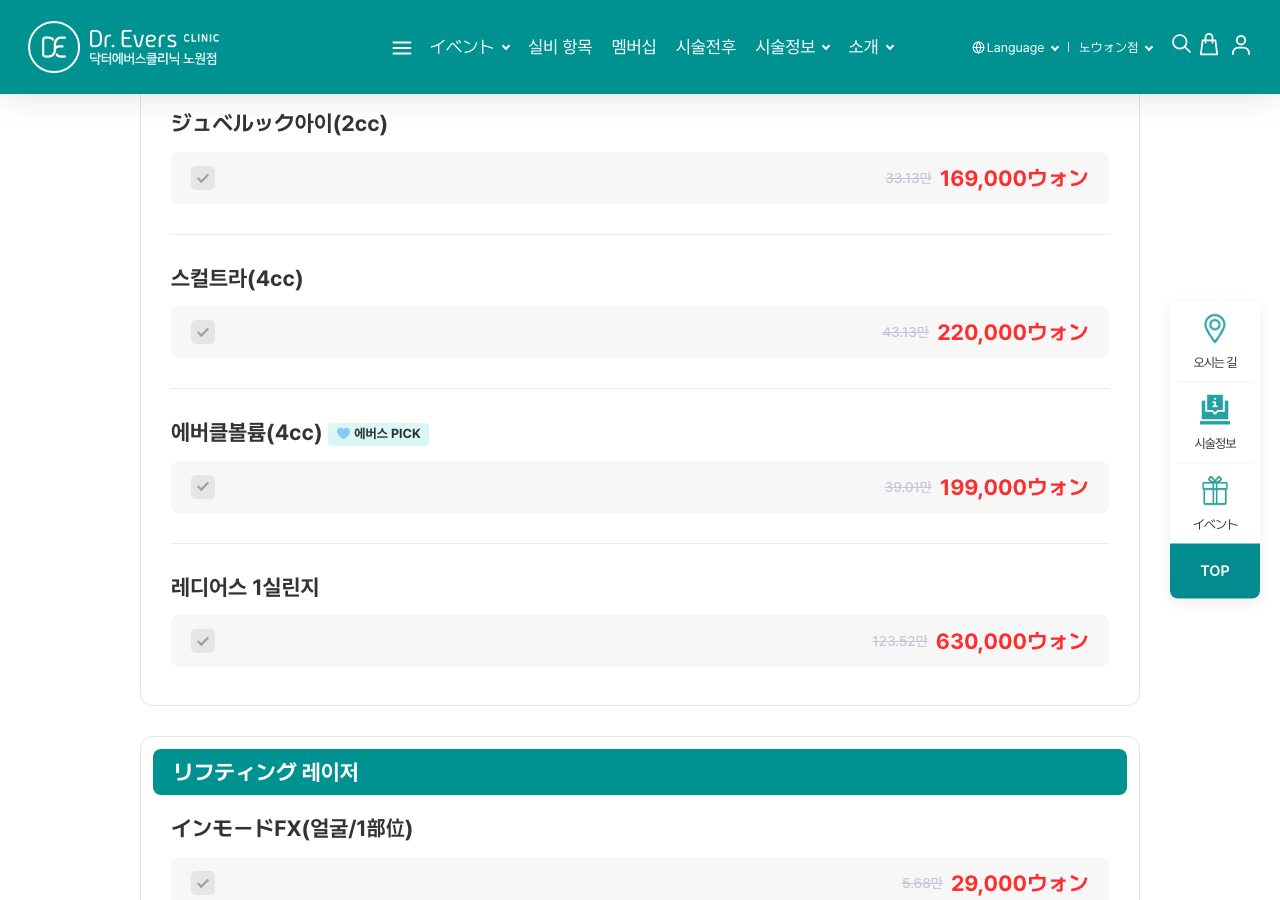 Dr. Evers CLINIC
닥터에버스클리닉 노원점
イベント 실비 항목 멤버십 시술전후 시술정보 소개
Language | 노ウォン점
ジュベルック아이(2cc)
33.13만 169,000ウォン
스컬트라(4cc)
43.13만 220,000ウォン
에버클볼륨(4cc) 에버스 PICK
39.01만 199,000ウォン
레디어스 1실린지
123.52만 630,000ウォン
リフティング 레이저
インモードFX(얼굴/1部位)
5.68만 29,000ウォン
오시는 길
시술정보
イベント
TOP